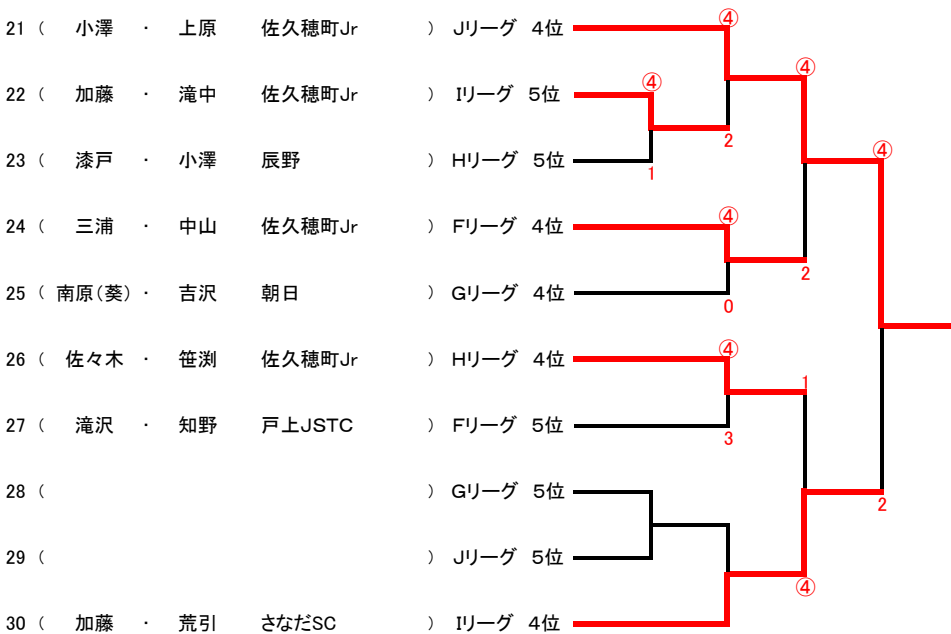 21 ( 小澤 ・ 上原 佐久穂町Jr ) Jリーグ 4位 ④
④
22 ( 加藤 ・ 滝中 佐久穂町Jr ) Iリーグ 5位 ④
2
23 ( 漆戸 ・ 小澤 辰野 ) Hリーグ 5位 1
④
24 ( 三浦 ・ 中山 佐久穂町Jr ) Fリーグ 4位 ④
2
25 ( 南原(葵) ・ 吉沢 朝日 ) Gリーグ 4位 0
26 ( 佐々木 ・ 笹渕 佐久穂町Jr ) Hリーグ 4位 ④
1
27 ( 滝沢 ・ 知野 戸上JSTC ) Fリーグ 5位 3
28 ( ) Gリーグ 5位 2
29 ( ) Jリーグ 5位
④
30 ( 加藤 ・ 荒引 さなだSC ) Iリーグ 4位